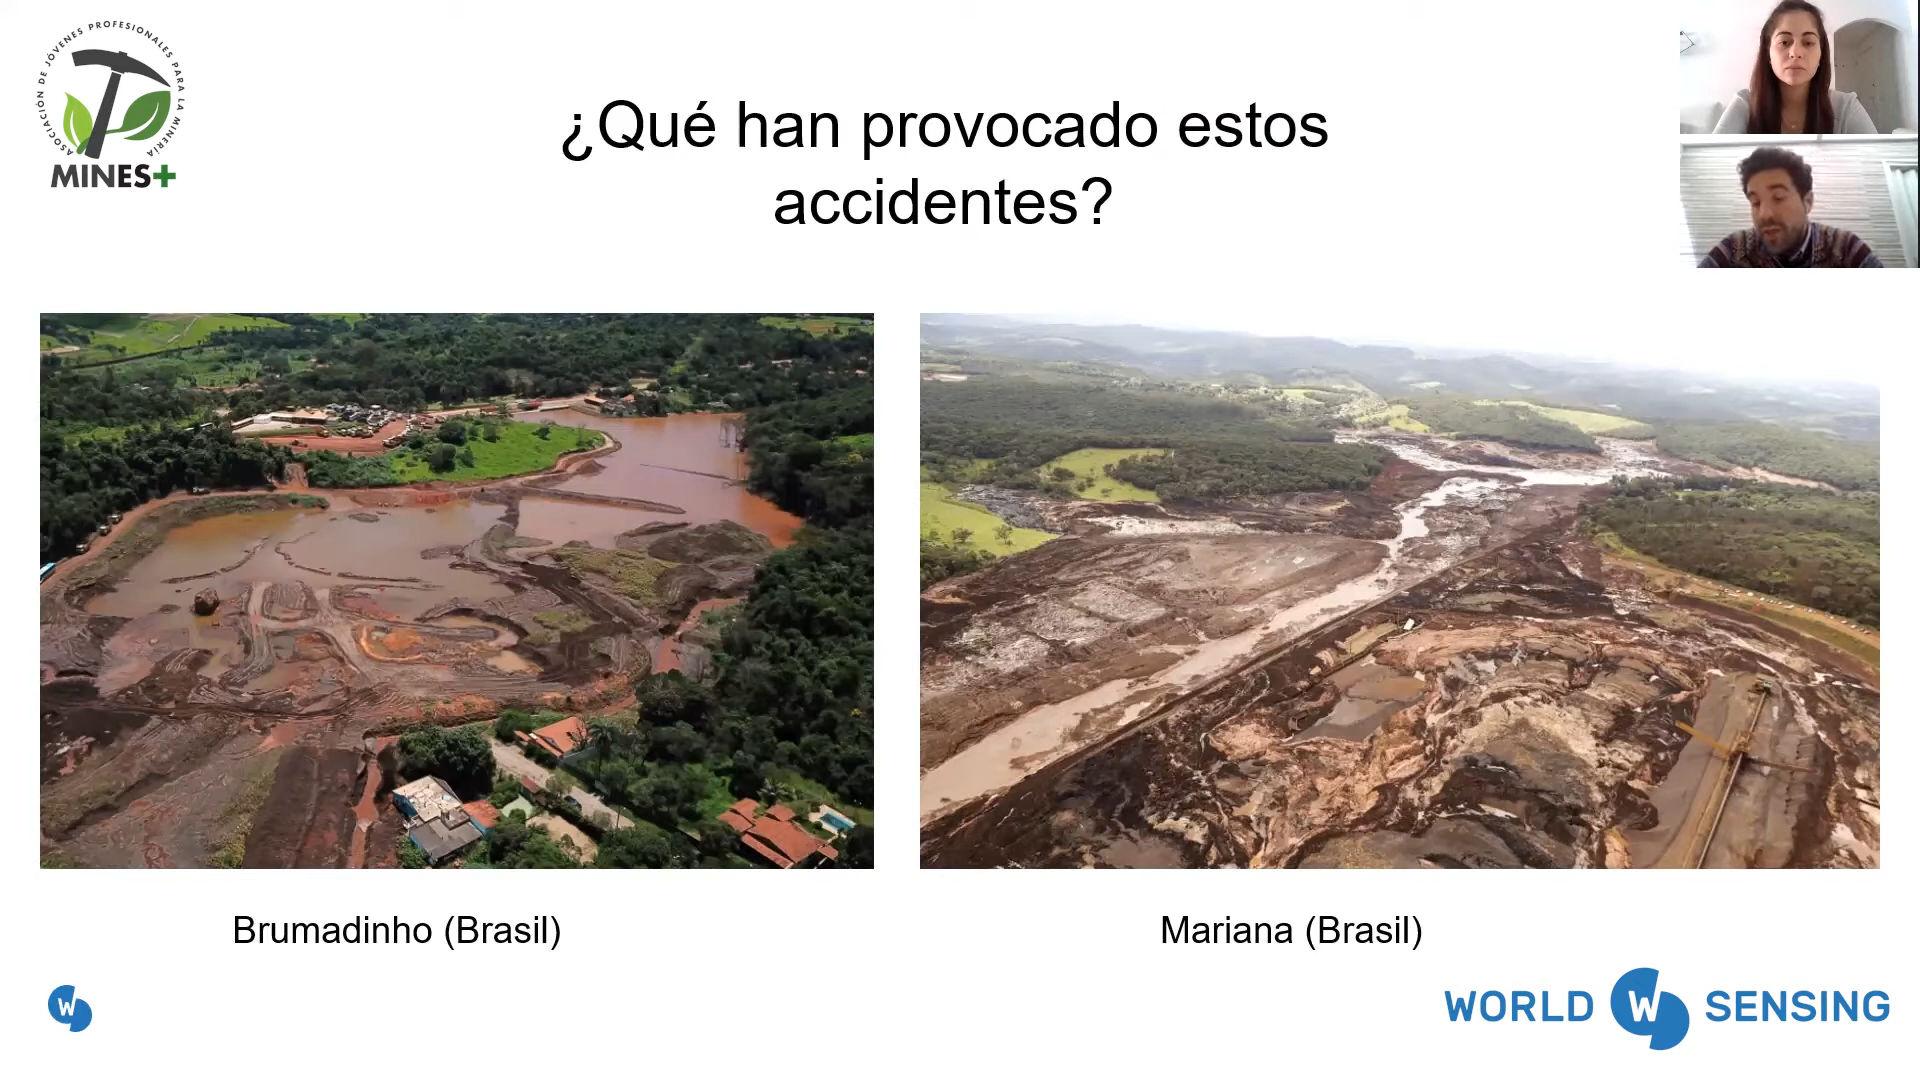 ASOCIACIÓN DE JÓVENES PROFESIONALES PARA LA MINERÍA
MINES+
¿Qué han provocado estos
accidentes?
Brumadinho (Brasil)
Mariana (Brasil)
W
WORLD W SENSING